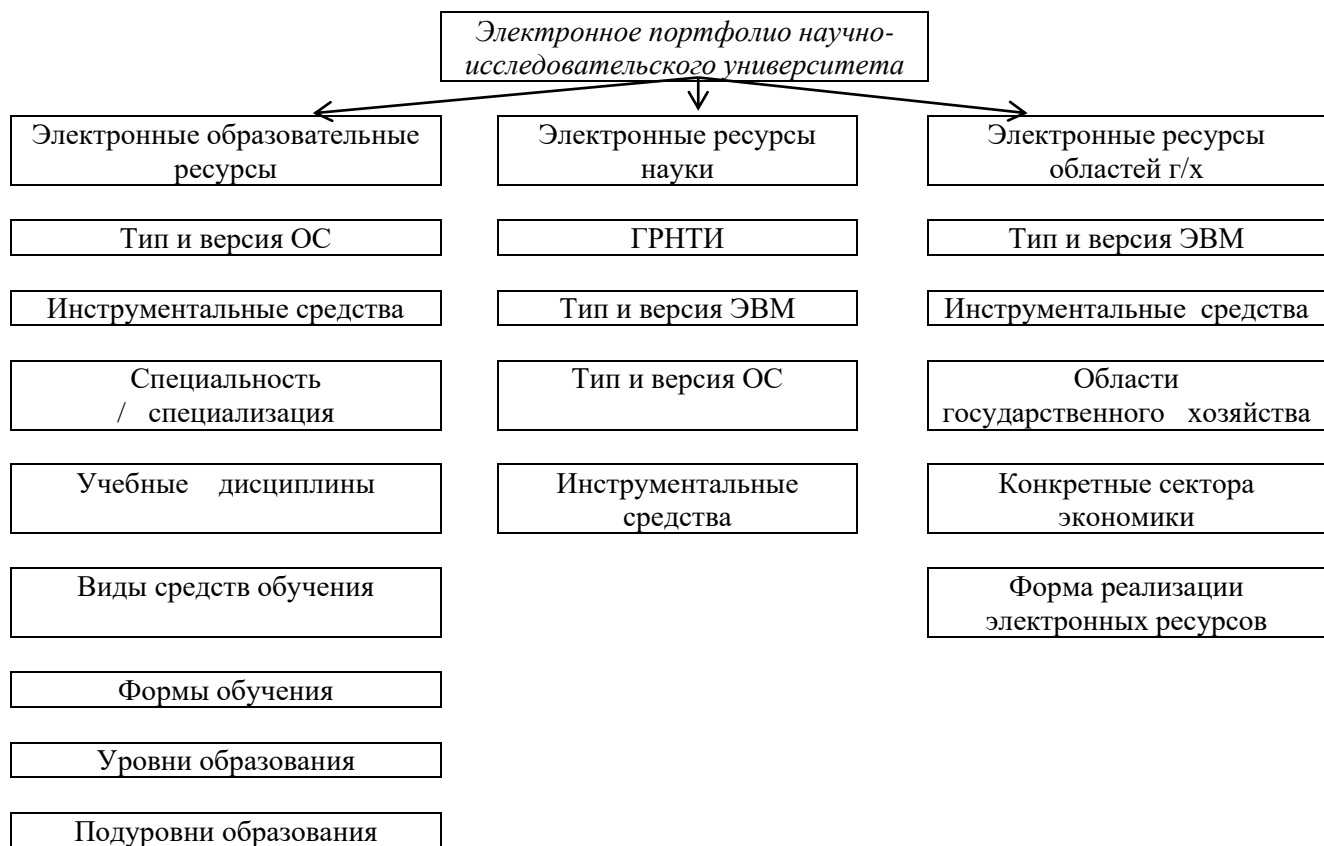 Электронное портфолио научно-
исследовательского университета
Электронные образовательные
ресурсы
Тип и версия ОС
Инструментальные средства
Специальность
/ специализация
Учебные дисциплины
Виды средств обучения
Формы обучения
Уровни образования
Подуровни образования
Электронные ресурсы
науки
ГРНТИ
Тип и версия ЭВМ
Тип и версия ОС
Инструментальные
средства
Электронные ресурсы
областей г/х
Тип и версия ЭВМ
Инструментальные средства
Области
государственного хозяйства
Конкретные сектора
экономики
Форма реализации
электронных ресурсов